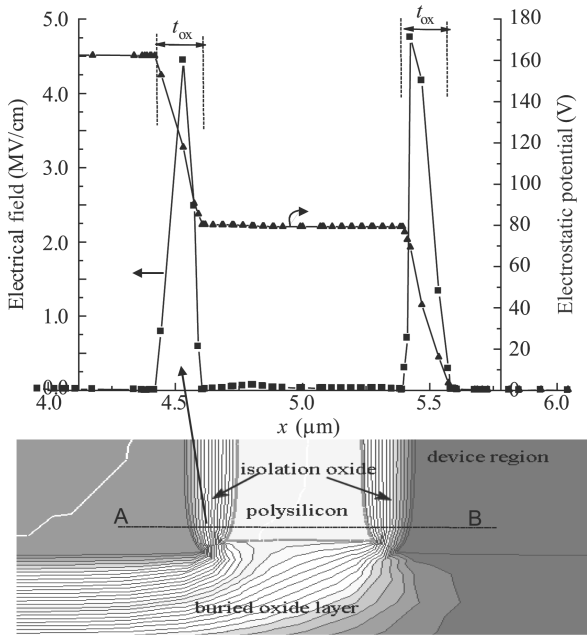 5.0
4.0
3.0
2.0
1.0
0.0
Electrical field (MV/cm)
t_ox
t_ox
180
160
140
120
100
80
60
40
20
0
Electrostatic potential (V)
4.0 4.5 5.0 5.5 6.0
x (μm)
isolation oxide
device region
polysilicon
A B
buried oxide layer